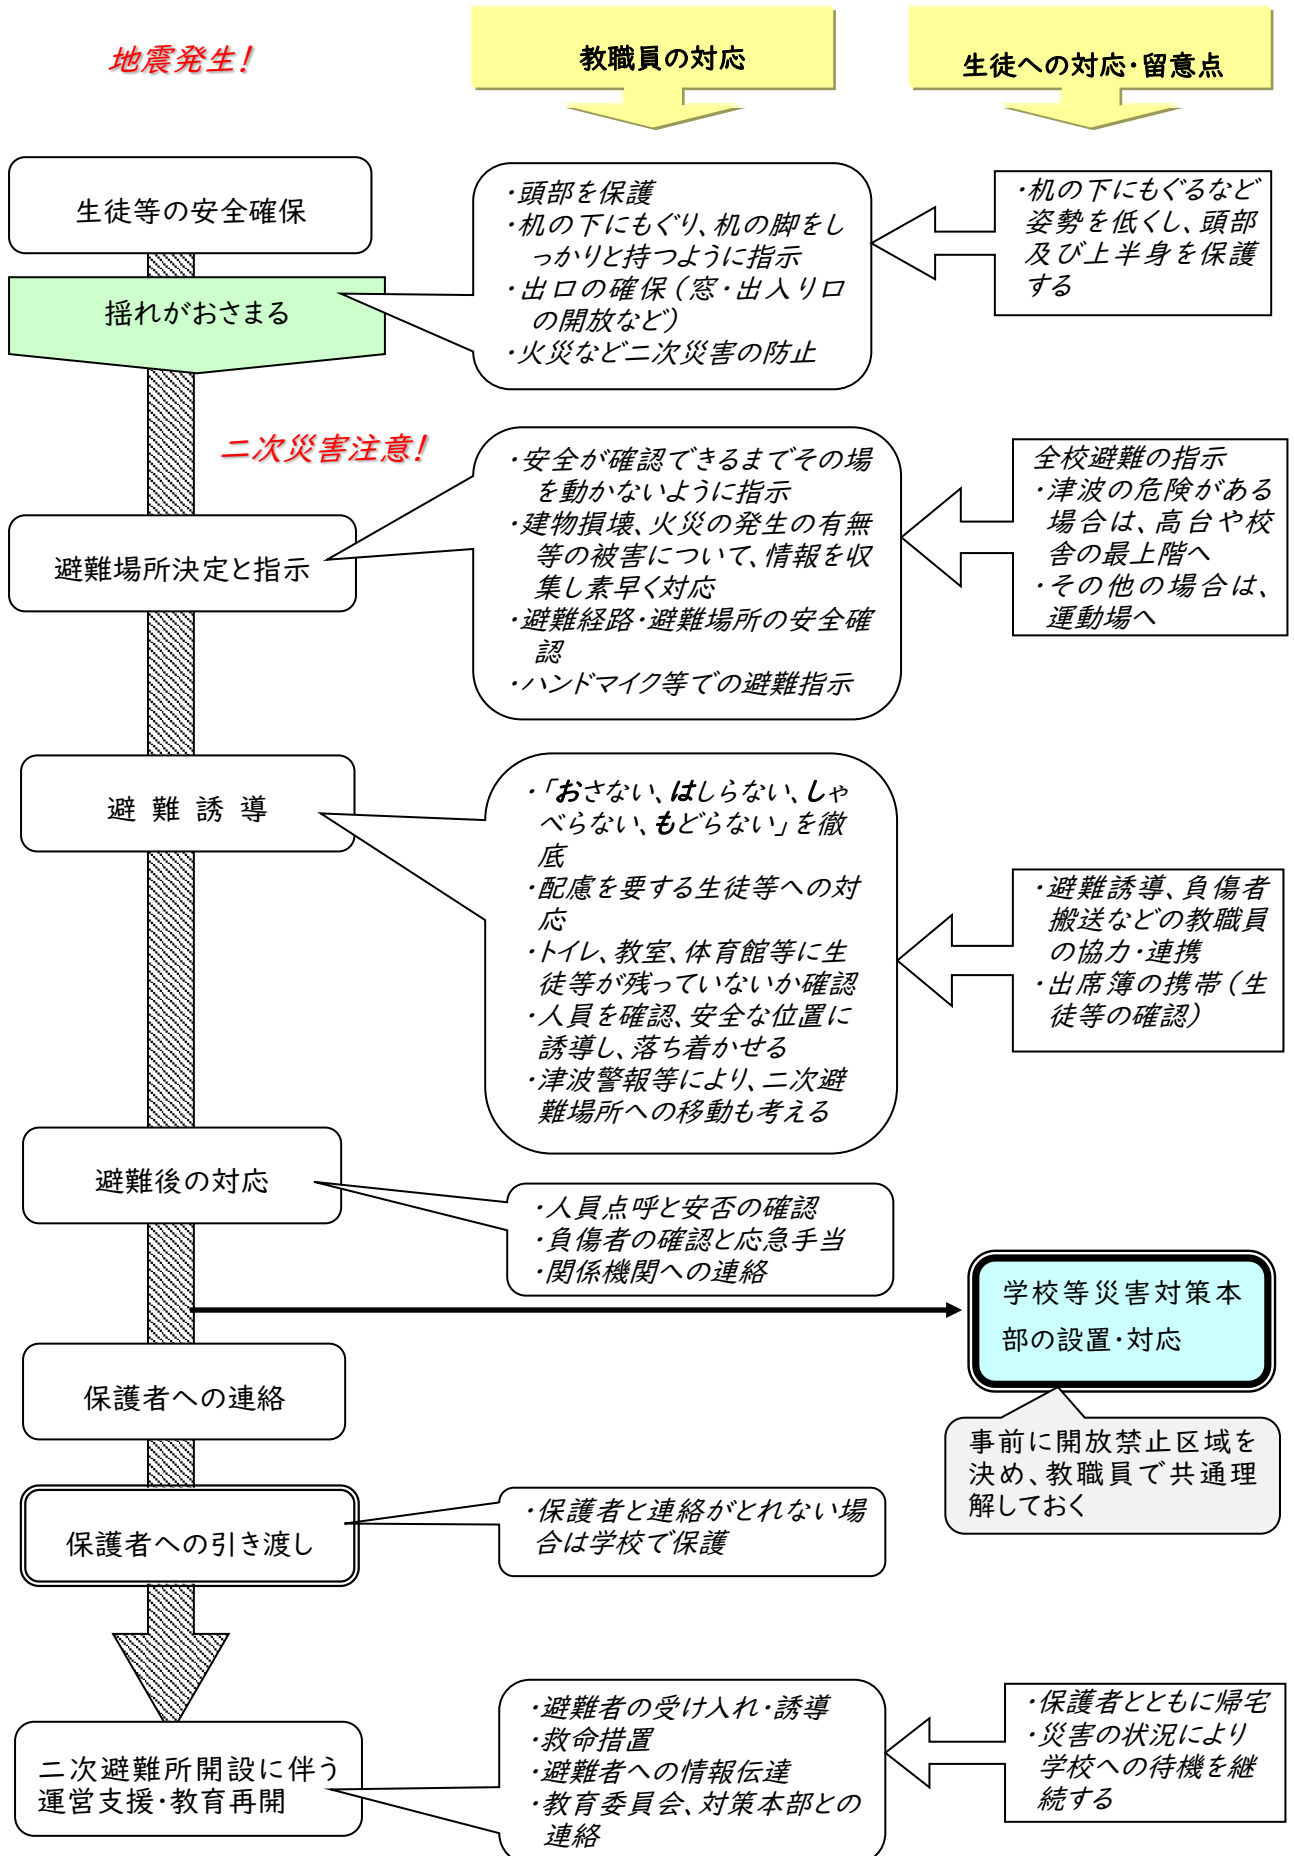 地震発生！
教職員の対応
生徒への対応・留意点
生徒等の安全確保
・頭部を保護
・机の下にもぐり、机の脚をし
っかりと持つように指示
・出口の確保（窓・出入り口
の開放など）
・火災など二次災害の防止
・机の下にもぐるなど
姿勢を低くし、頭部
及び上半身を保護
する
揺れがおさまる
二次災害注意！
避難場所決定と指示
・安全が確認できるまでその場
を動かないように指示
・建物損壊、火災の発生の有無
等の被害について、情報を収
集し素早く対応
・避難経路・避難場所の安全確
認
・ハンドマイク等での避難指示
全校避難の指示
・津波の危険がある
場合は、高台や校
舎の最上階へ
・その他の場合は、
運動場へ
避難誘導
・「おさない、はしらない、しゃ
べらない、もどらない」を徹
底
・配慮を要する生徒等への対
応
・トイレ、教室、体育館等に生
徒等が残っていないか確認
・人員を確認、安全な位置に
誘導し、落ち着かせる
・津波警報等により、二次避
難場所への移動も考える
・避難誘導、負傷者
搬送などの教職員
の協力・連携
・出席簿の携帯（生
徒等の確認）
避難後の対応
・人員点呼と安否の確認
・負傷者の確認と応急手当
・関係機関への連絡
学校等災害対策本
部の設置・対応
保護者への連絡
事前に開放禁止区域を
決め、教職員で共通理
解しておく
保護者への引き渡し
・保護者と連絡がとれない場
合は学校で保護
二次避難所開設に伴う
運営支援・教育再開
・避難者の受け入れ・誘導
・救命措置
・避難者への情報伝達
・教育委員会、対策本部との
連絡
・保護者とともに帰宅
・災害の状況により
学校への待機を継
続する